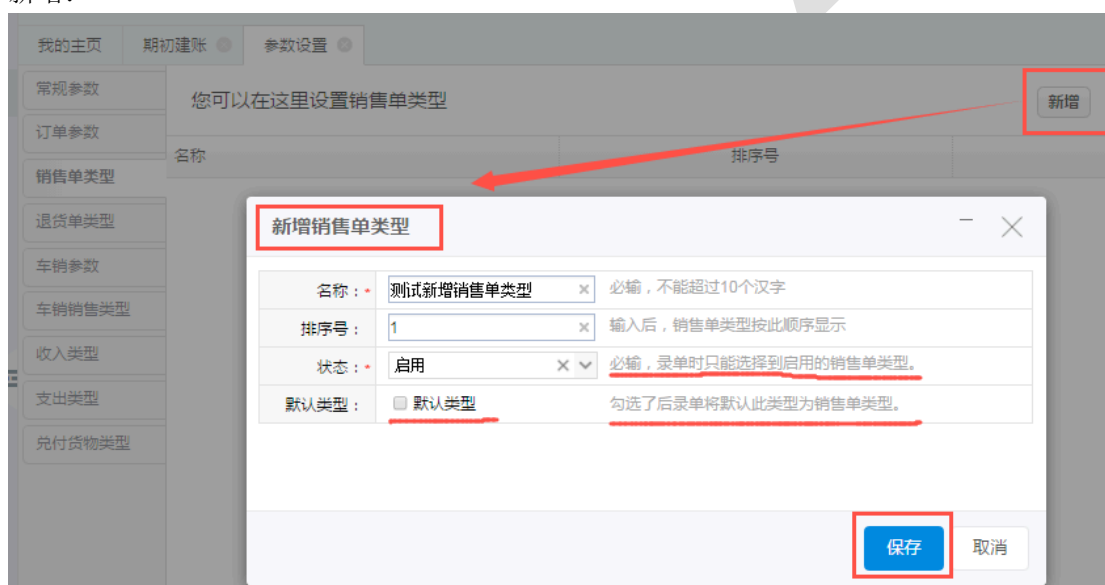 我的主页 期初建账 参数设置
常规参数
您可以在这里设置销售单类型
新增
订单参数
名称 排序号
销售单类型
退货单类型
车销参数
车销销售类型
收入类型
支出类型
兑付货物类型
新增销售单类型
名称：* 测试新增销售单类型 必输，不能超过10个汉字
排序号： 1 输入后，销售单类型按此顺序显示
状态：* 启用 必输，录单时只能选择到启用的销售单类型。
默认类型： 默认类型 勾选了后录单将默认此类型为销售单类型。
保存 取消